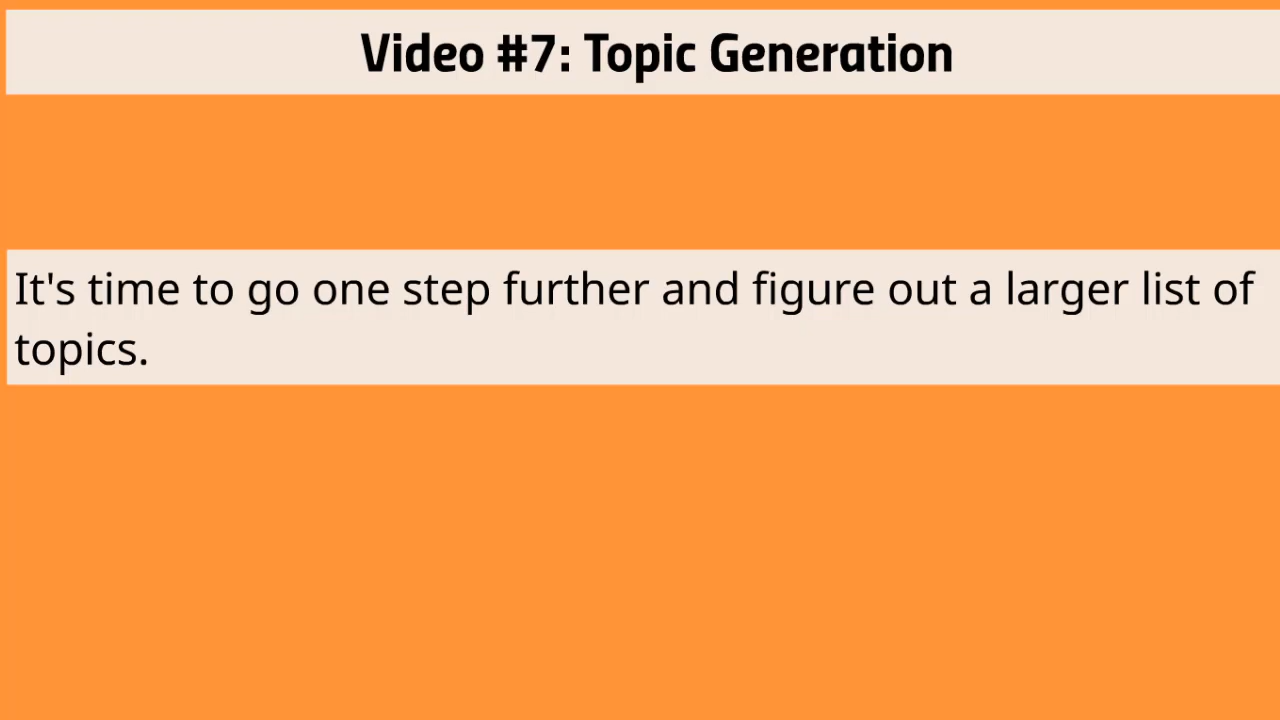 Video #7: Topic Generation
It's time to go one step further and figure out a larger list of
topics.